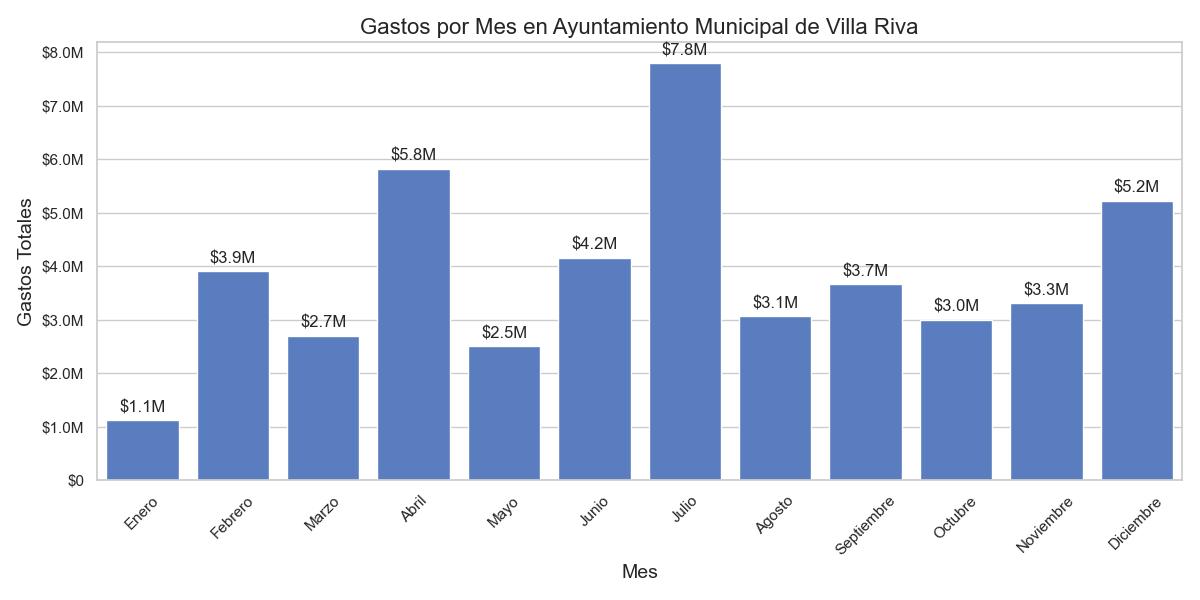 Gastos por Mes en Ayuntamiento Municipal de Villa Riva
Gastos Totales
$8.0M
$7.0M
$6.0M
$5.0M
$4.0M
$3.0M
$2.0M
$1.0M
$0
$1.1M
$3.9M
$2.7M
$5.8M
$2.5M
$4.2M
$7.8M
$3.1M
$3.7M
$3.0M
$3.3M
$5.2M
Enero
Febrero
Marzo
Abril
Mayo
Junio
Julio
Agosto
Septiembre
Octubre
Noviembre
Diciembre
Mes